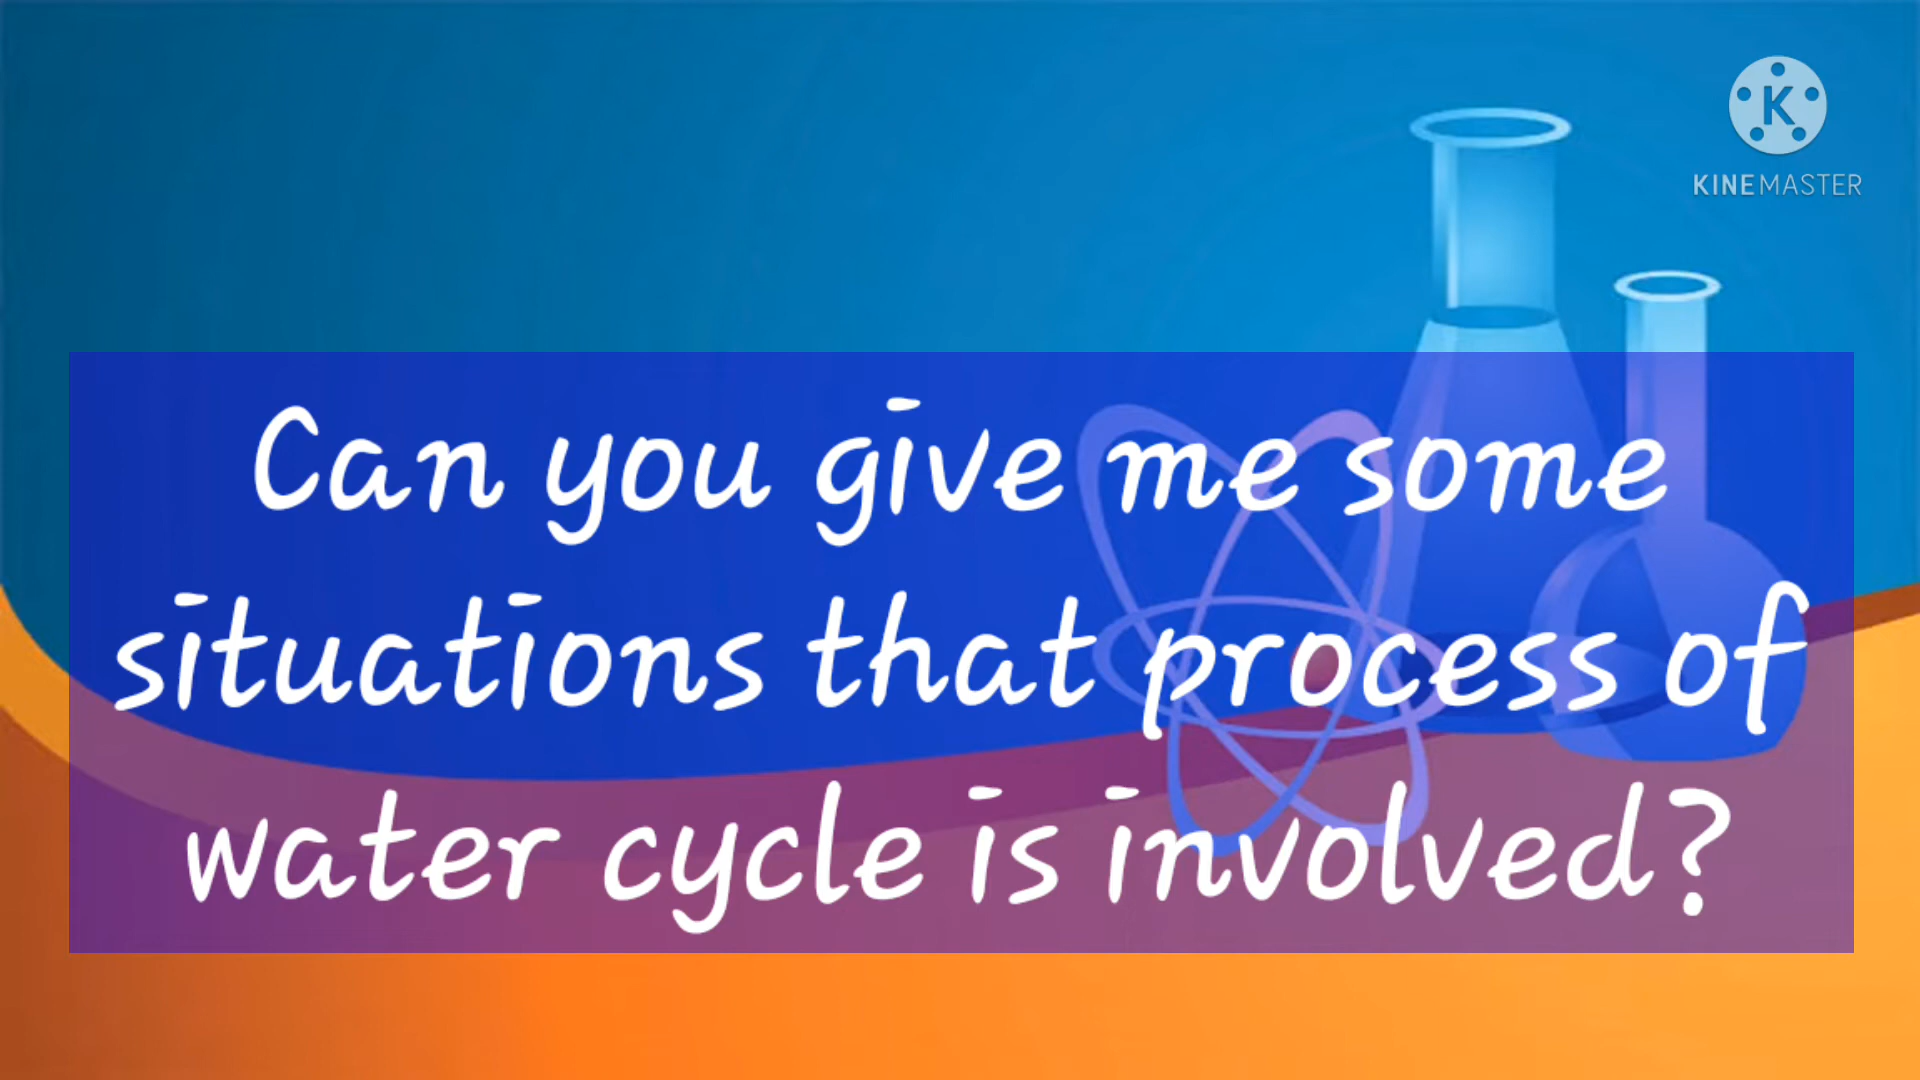 K
KINEMASTER
Can you give me some
situations that process of
water cycle is involved?